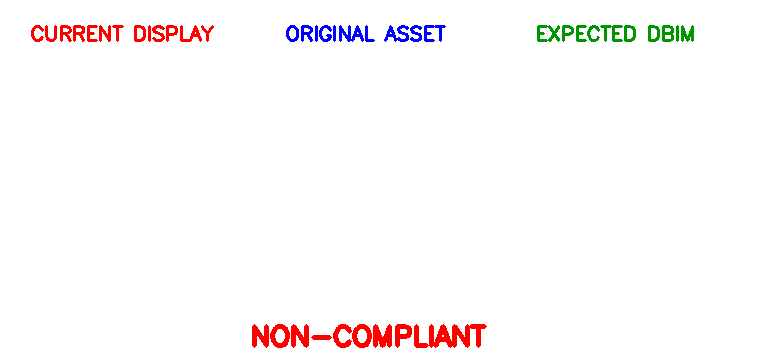 CURRENT DISPLAY
ORIGINAL ASSET
EXPECTED DBIM
NON-COMPLIANT